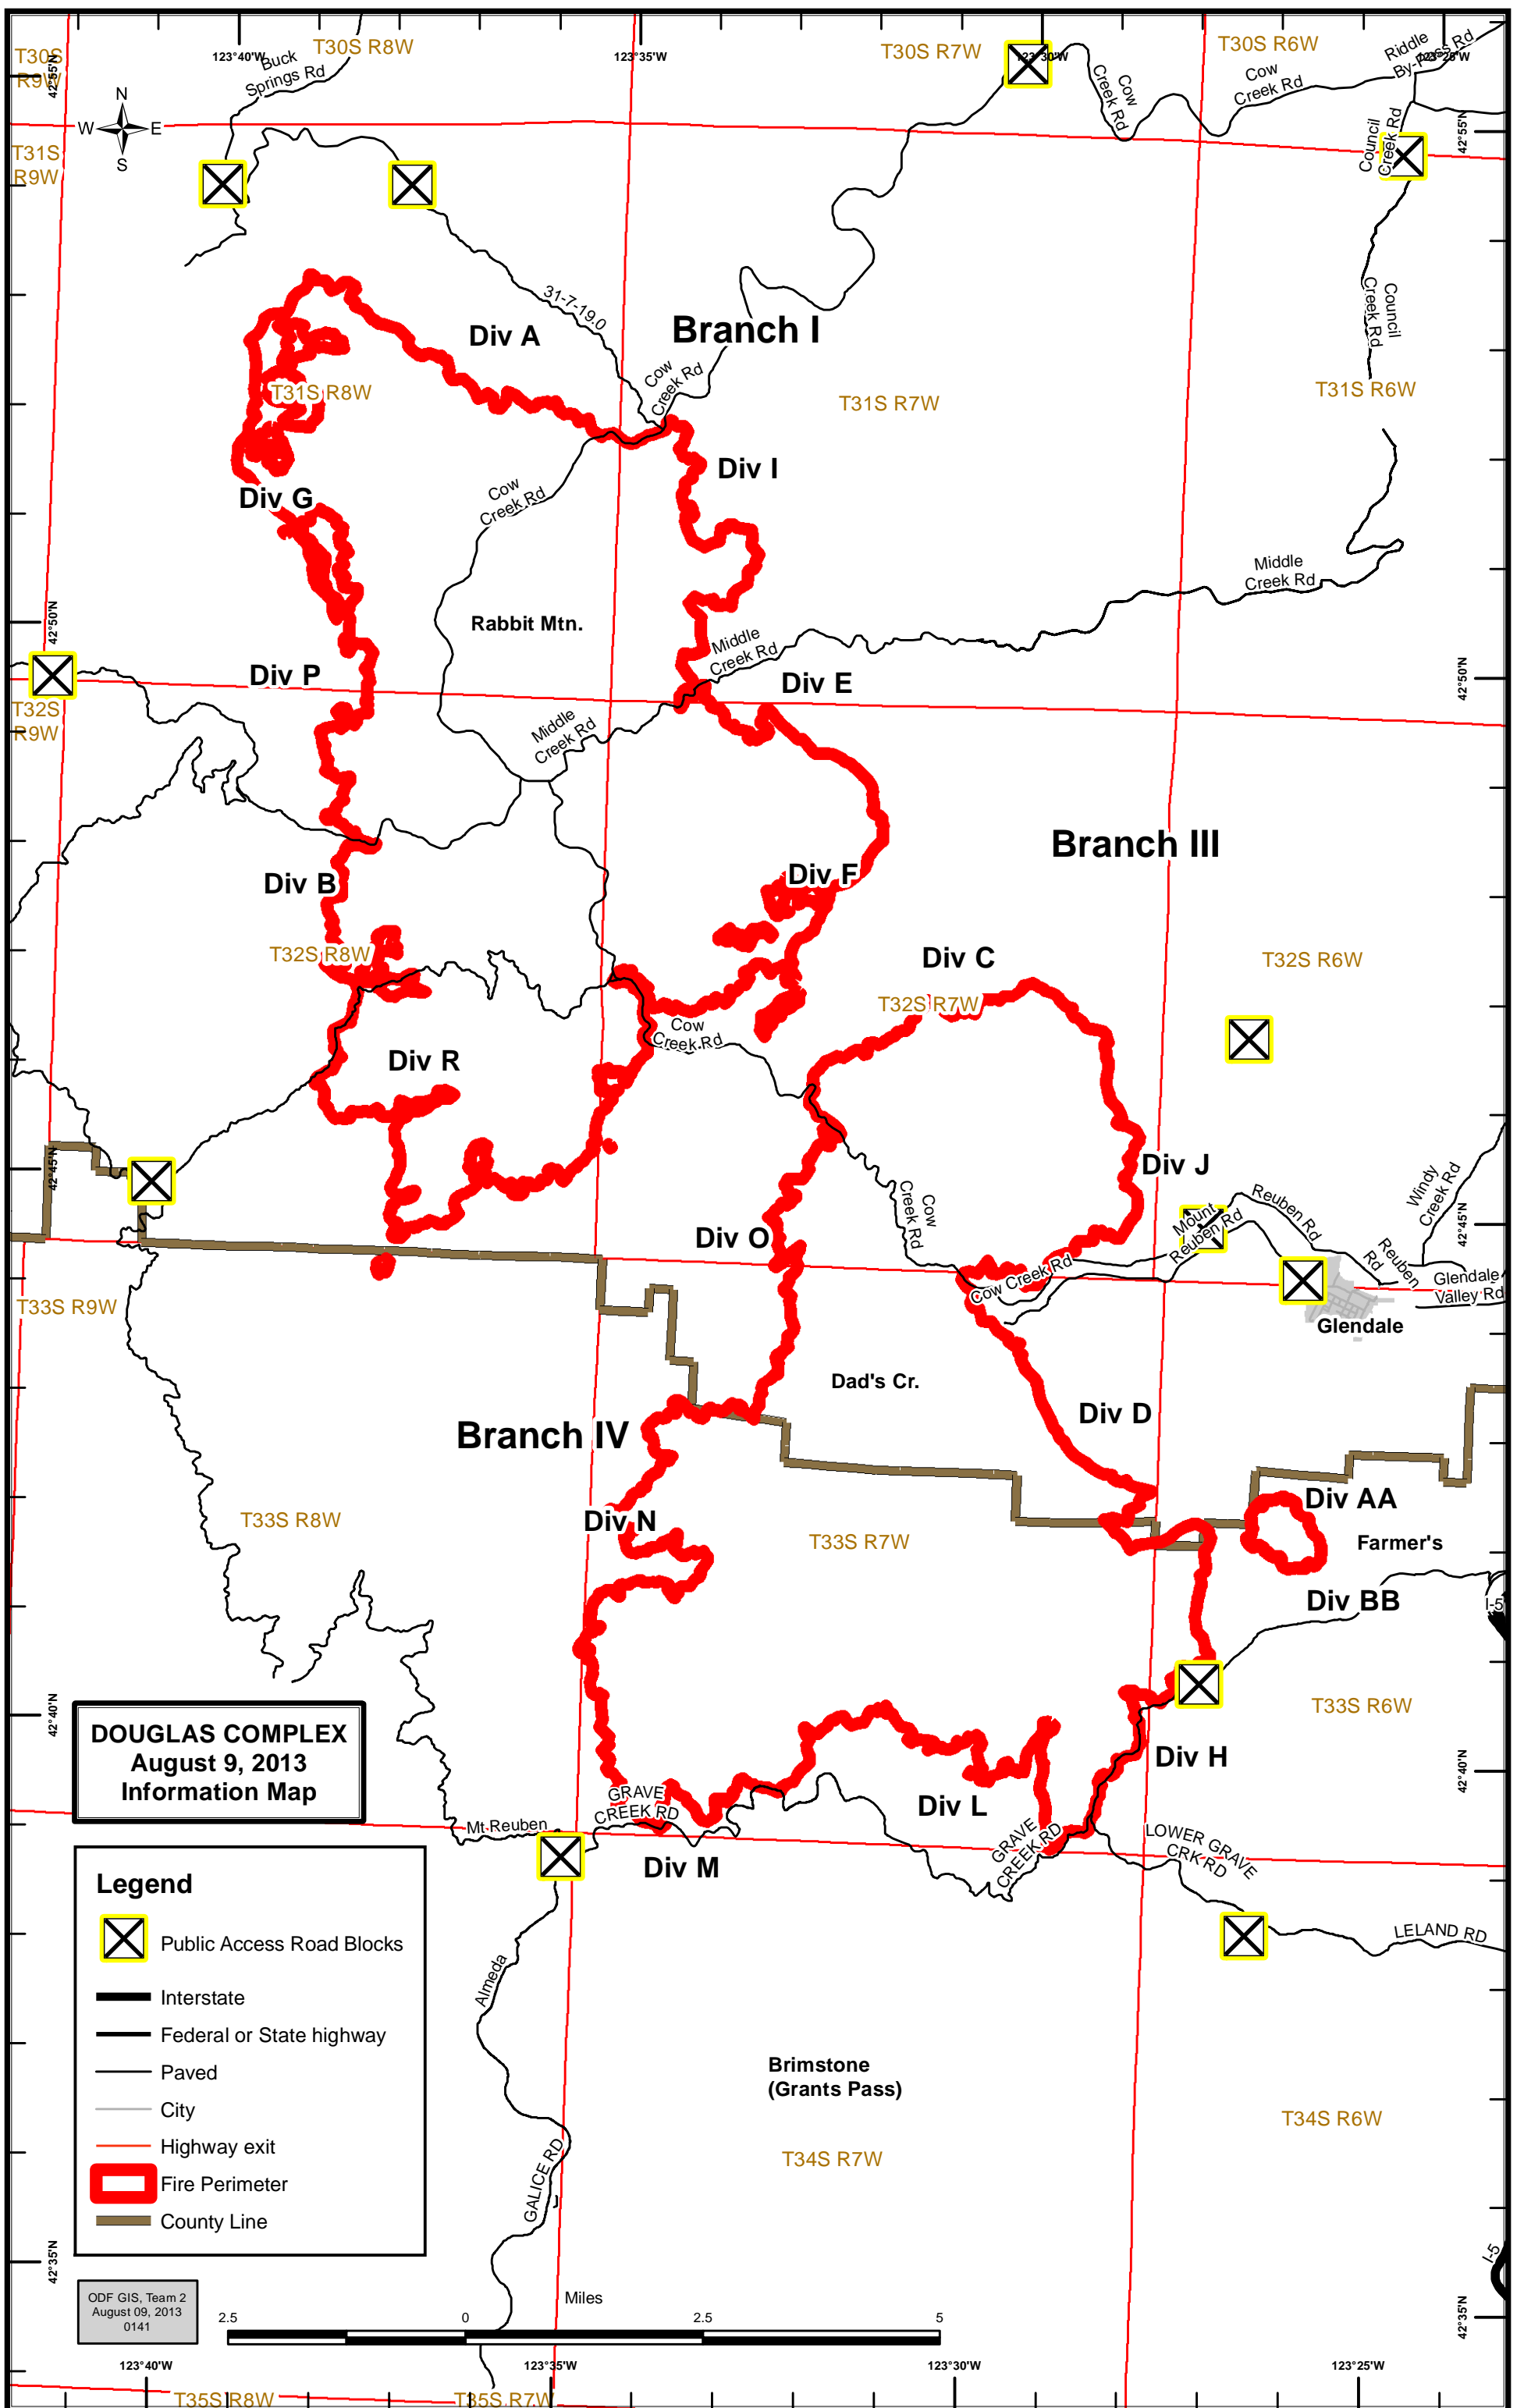 T30S
R9W
42°55'N
123°40'W
Buck
Springs Rd
T30S R8W
123°35'W
T30S R7W
123°30'W
T30S R6W
Riddle
By-Pass Rd
123°25'W
Cow
Creek Rd
Cow
Creek Rd
Council
Creek Rd
42°55'N
N
W
E
S
T31S
R9W
31-7-19.0
Div A
Branch I
Council
Creek Rd
Cow
Creek Rd
T31S R8W
T31S R7W
T31S R6W
Div I
Div G
Cow
Creek Rd
Middle
Creek Rd
42°50'N
Rabbit Mtn.
Middle
Creek Rd
Div P
Div E
42°50'N
T32S
R9W
Middle
Creek Rd
Branch III
Div B
Div F
T32S R8W
Div C
T32S R6W
T32S R7W
Cow
Creek Rd
Div R
42°45'N
Div J
Cow
Creek Rd
Mount
Reuben Rd
Reuben Rd
Windy
Creek Rd
42°45'N
Div O
Reuben
Rd
Cow Creek Rd
Glendale
Valley Rd
T33S R9W
Glendale
Dad's Cr.
Div D
Branch IV
Div AA
T33S R8W
Div N
T33S R7W
Farmer's
Div BB
I-5
42°40'N
T33S R6W
DOUGLAS COMPLEX
August 9, 2013
Information Map
Div H
42°40'N
GRAVE
CREEK RD
Div L
Mt Reuben
GRAVE
CREEK RD
LOWER GRAVE
CRK RD
Div M
Legend
Public Access Road Blocks
Interstate
Federal or State highway
Paved
City
Highway exit
Fire Perimeter
County Line
LELAND RD
Almeda
Brimstone
(Grants Pass)
T34S R6W
GALICE RD
T34S R7W
42°35'N
I-5
42°35'N
ODF GIS, Team 2
August 09, 2013
0141
Miles
2.5 0 2.5 5
123°40'W
123°35'W
123°30'W
123°25'W
T35S R8W
T35S R7W